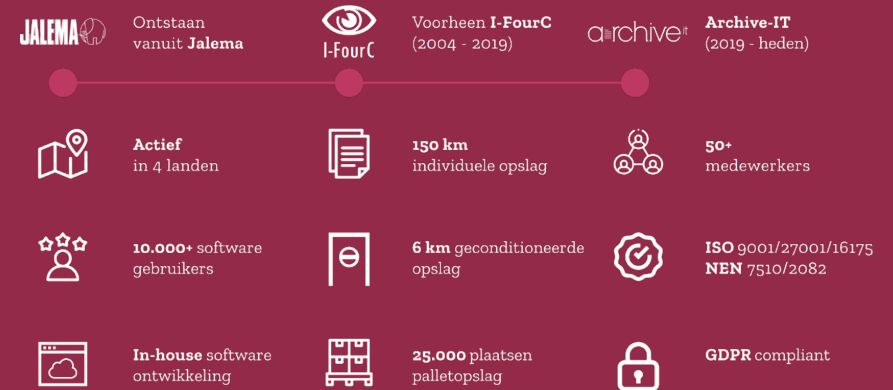 JALEMA
Ontstaan
vanuit Jalema
I-FourC
Voorheen I-FourC
(2004 - 2019)
archive it
Archive-IT
(2019 - heden)
Actief
in 4 landen
150 km
individuele opslag
50+
medewerkers
10.000+ software
gebruikers
6 km geconditioneerde
opslag
ISO 9001/27001/16175
NEN 7510/2082
In-house software
ontwikkeling
25.000 plaatsen
palletopslag
GDPR compliant